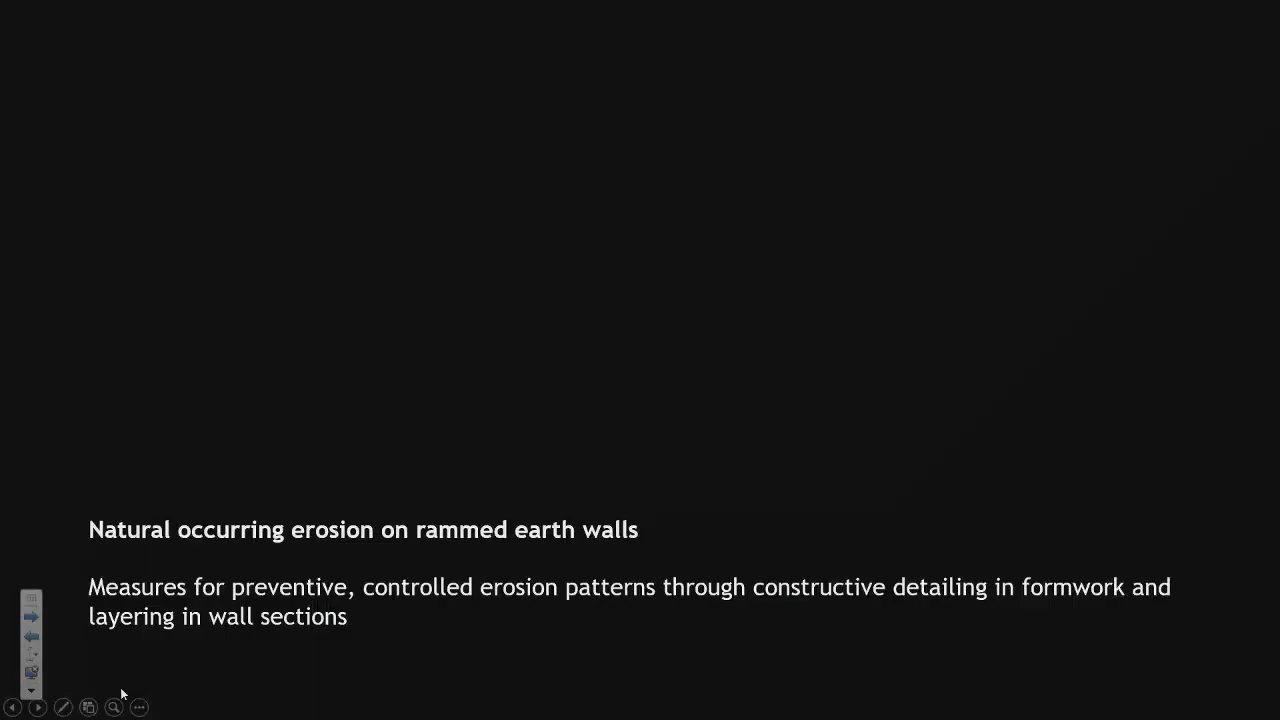 Natural occurring erosion on rammed earth walls
Measures for preventive, controlled erosion patterns through constructive detailing in formwork and
layering in wall sections